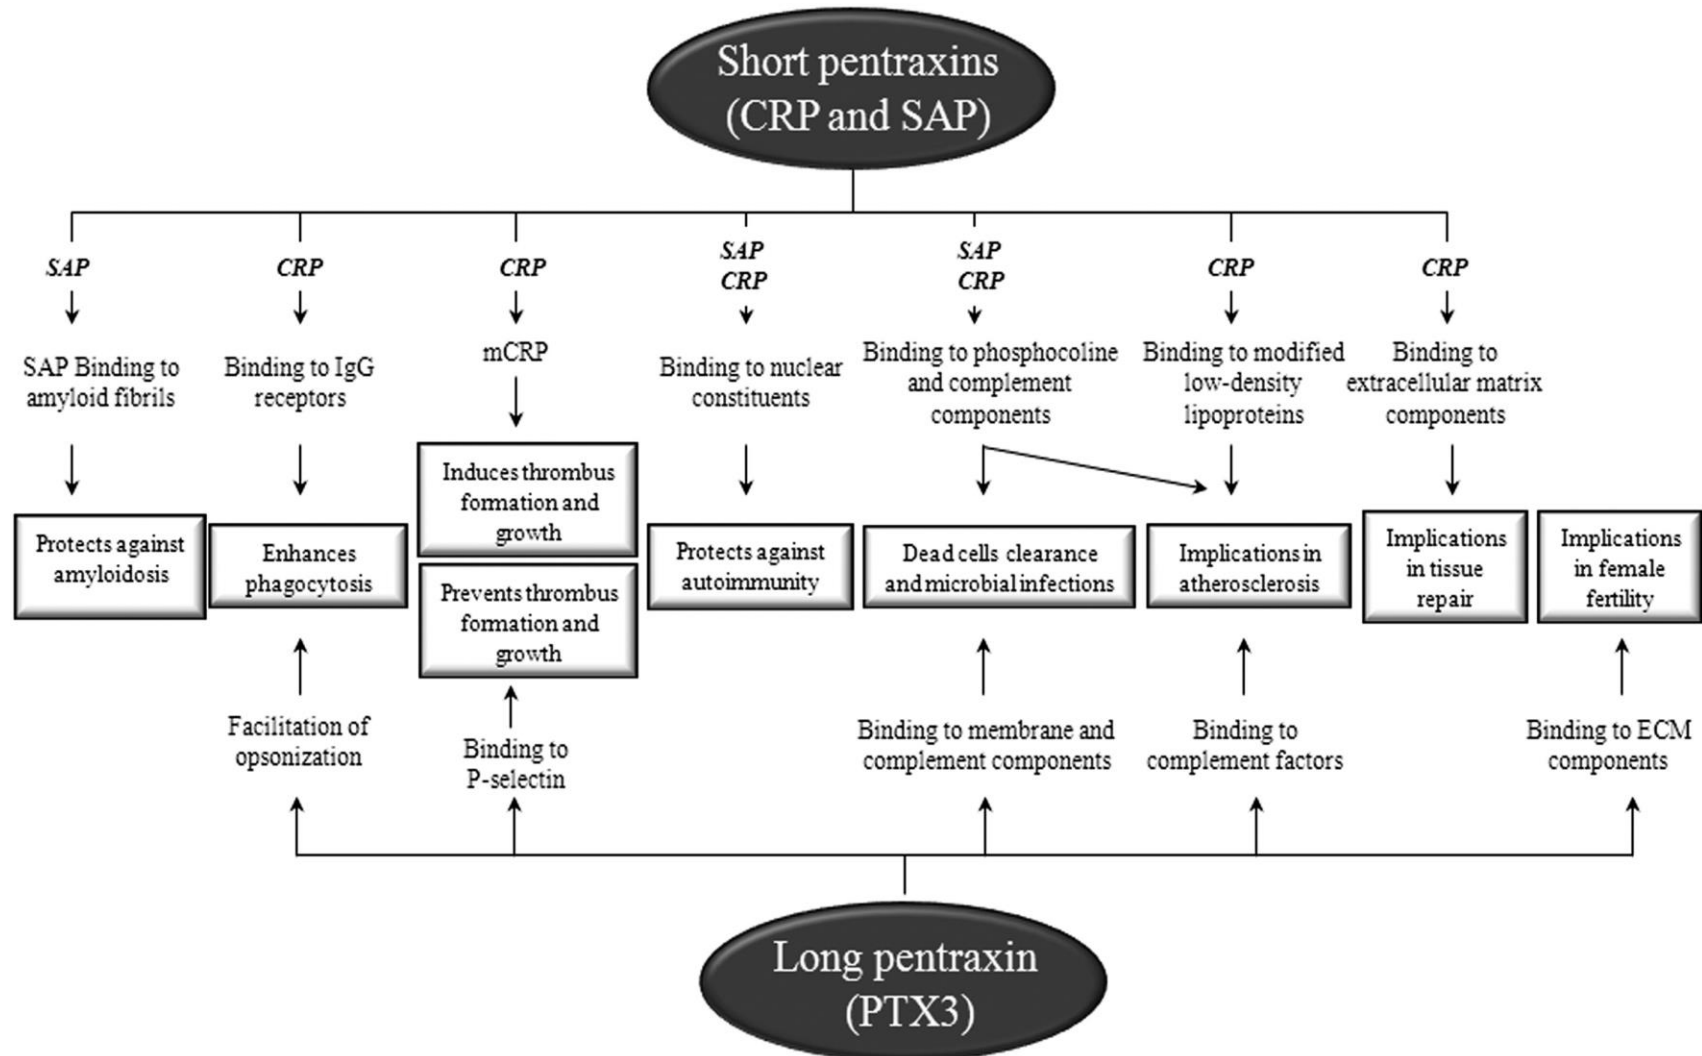 Short pentraxins
(CRP and SAP)
SAP
CRP
CRP
SAP
CRP
SAP
CRP
CRP
CRP
SAP Binding to
amyloid fibrils
Binding to IgG
receptors
mCRP
Binding to nuclear
constituents
Binding to phosphocoline
and complement
components
Binding to modified
low-density
lipoproteins
Binding to
extracellular matrix
components
Protects against
amyloidosis
Enhances
phagocytosis
Induces thrombus
formation and
growth
Prevents thrombus
formation and
growth
Protects against
autoimmunity
Dead cells clearance
and microbial infections
Implications in
atherosclerosis
Implications
in tissue
repair
Implications
in female
fertility
Facilitation of
opsonization
Binding to
P-selectin
Binding to membrane and
complement components
Binding to
complement factors
Binding to ECM
components
Long pentraxin
(PTX3)